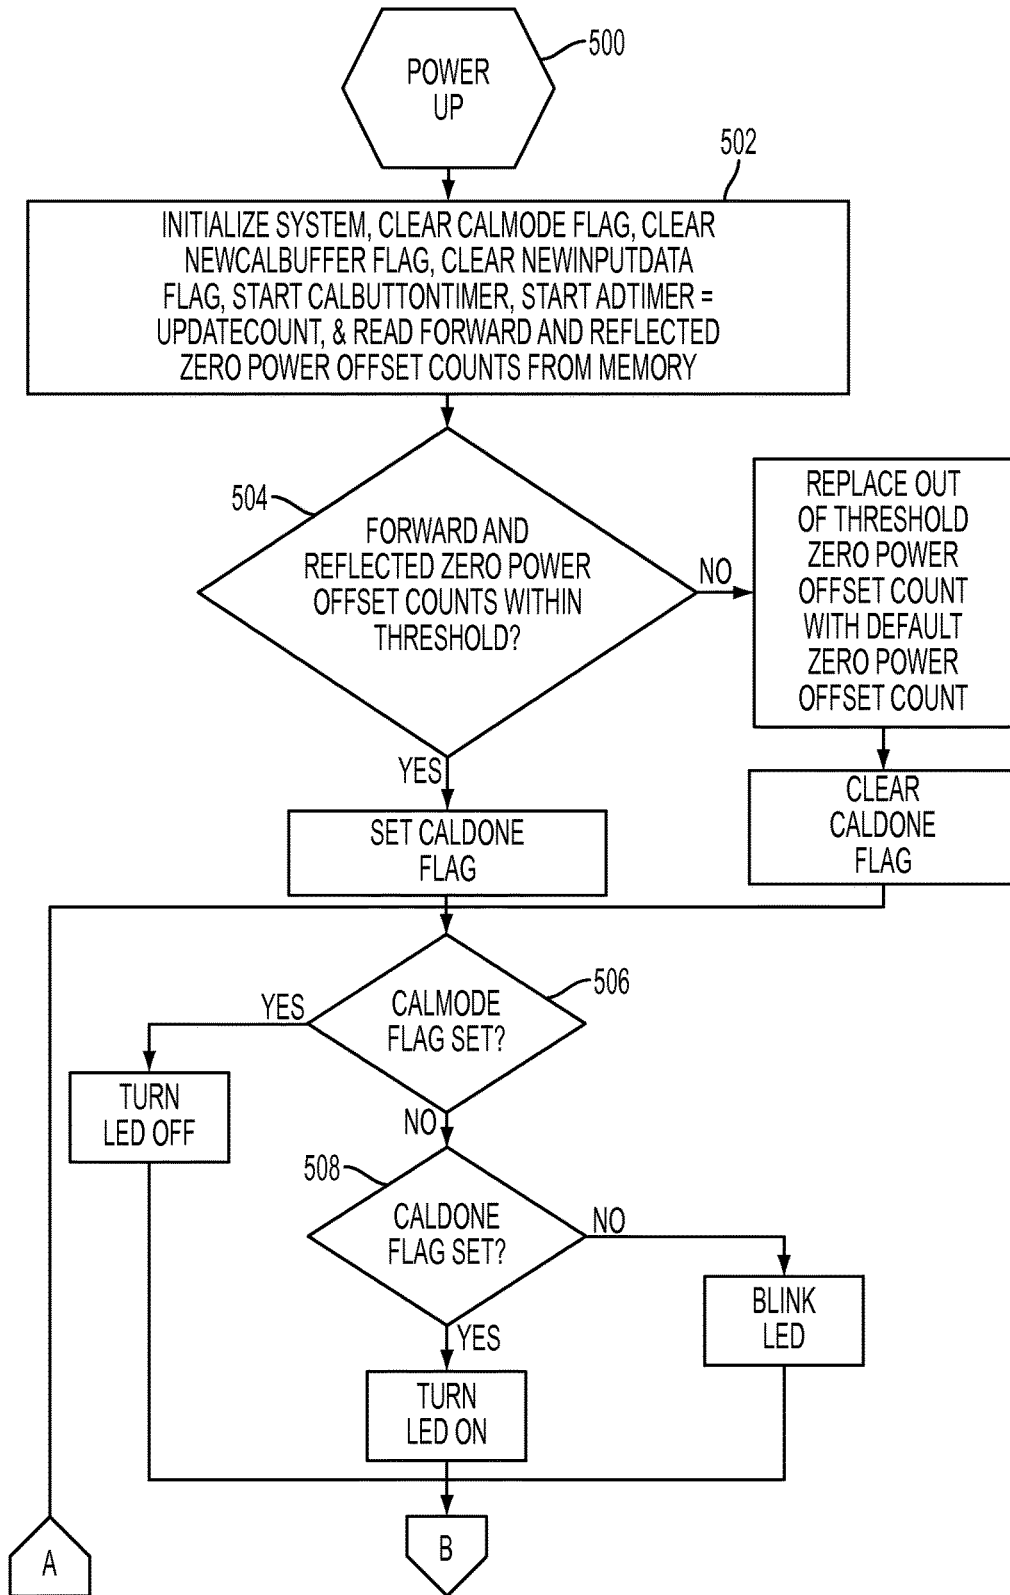 500
POWER
UP
502
INITIALIZE SYSTEM, CLEAR CALMODE FLAG, CLEAR
NEWCALBUFFER FLAG, CLEAR NEWINPUTDATA
FLAG, START CALBUTTONTIMER, START ADTIMER =
UPDATECOUNT, & READ FORWARD AND REFLECTED
ZERO POWER OFFSET COUNTS FROM MEMORY
504
FORWARD AND
REFLECTED ZERO POWER
OFFSET COUNTS WITHIN
THRESHOLD?
NO
REPLACE OUT
OF THRESHOLD
ZERO POWER
OFFSET COUNT
WITH DEFAULT
ZERO POWER
OFFSET COUNT
YES
SET CALDONE
FLAG
CLEAR
CALDONE
FLAG
506
CALMODE
FLAG SET?
YES
TURN
LED OFF
NO
508
CALDONE
FLAG SET?
NO
BLINK
LED
YES
TURN
LED ON
A
B